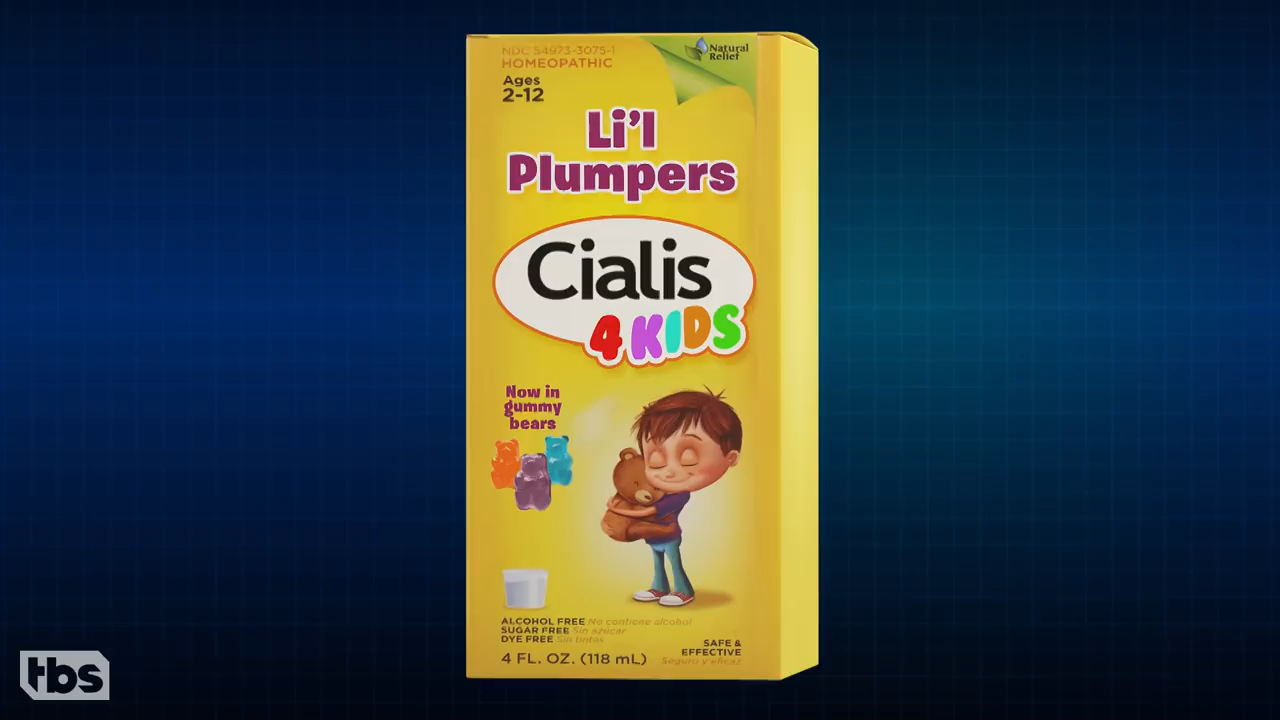 NDC 54973-3075-1
HOMEOPATHIC
Natural
Relief
Ages
2-12
Li'l
Plumpers
Cialis
4 KIDS
Now in
gummy
bears
ALCOHOL FREE No contiene alcohol
SUGAR FREE Sin azúcar
DYE FREE Sin tintas
4 FL. OZ. (118 mL)
SAFE &
EFFECTIVE
Seguro y eficaz
tbs